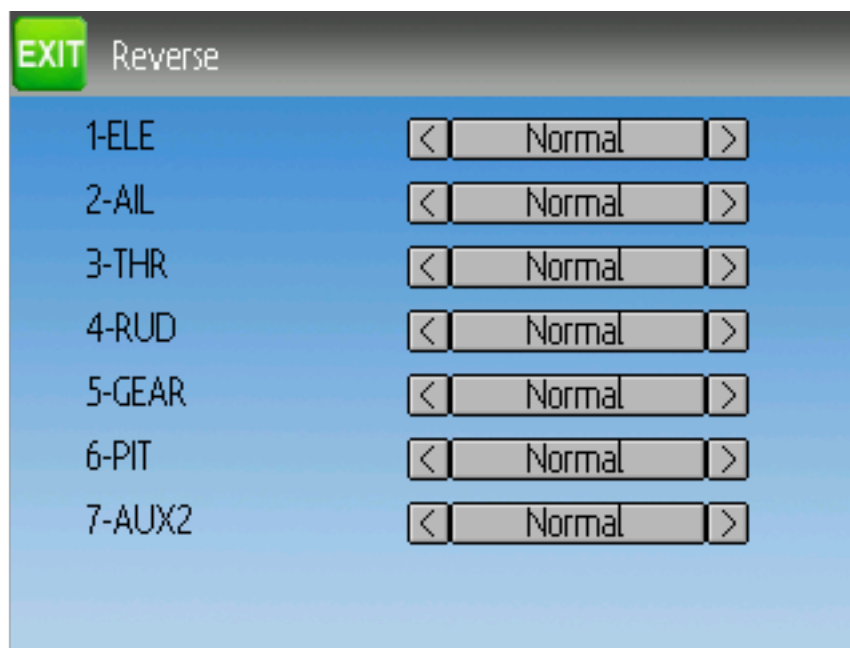 EXIT Reverse
1-ELE < Normal >
2-AIL < Normal >
3-THR < Normal >
4-RUD < Normal >
5-GEAR < Normal >
6-PIT < Normal >
7-AUX2 < Normal >